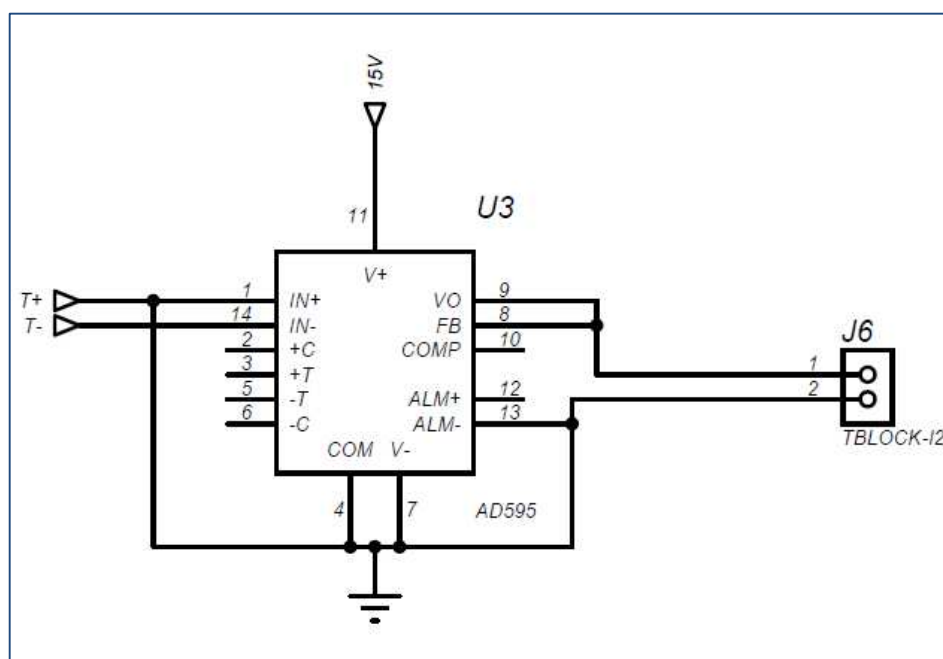 15V
11
U3
V+
T+
1
IN+
VO
9
T-
14
IN-
FB
8
2
+C
COMP
10
3
+T
5
-T
ALM+
12
6
-C
ALM-
13
COM
V-
4
7
AD595
J6
1
2
TBLOCK-I2